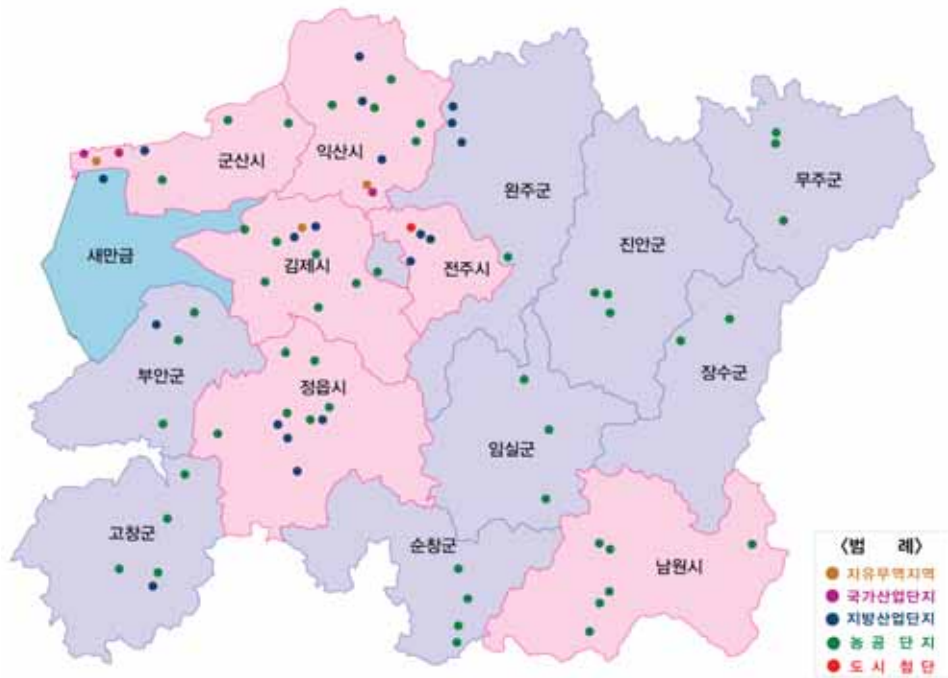 군산시
익산시
완주군
무주군
진안군
새만금
김제시
전주시
장수군
부안군
정읍시
임실군
고창군
순창군
남원시
〈범 례〉
자유무역지역
국가산업단지
지방산업단지
농 공 단 지
도 시 첨 단